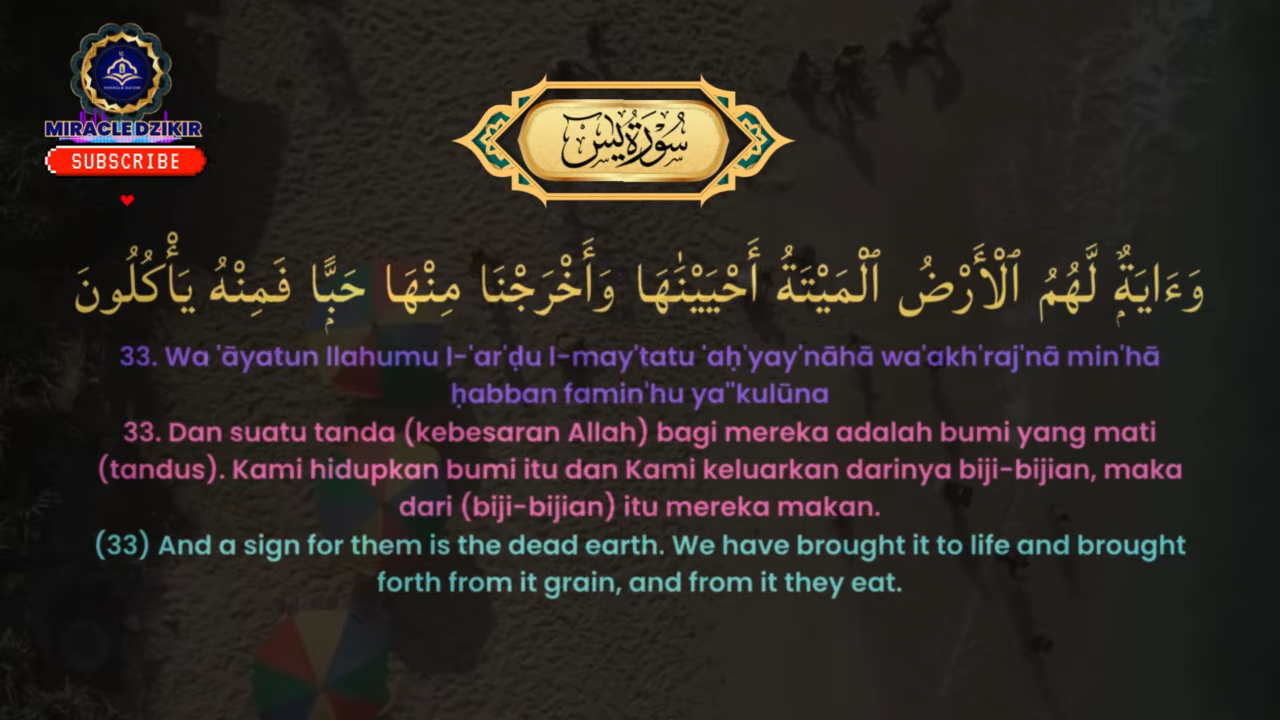 MIRACLE DZIKIR
MIRACLE DZIKIR
SUBSCRIBE
سُورَةُ يس
وَءَايَةٌۭ لَّهُمُ ٱلْأَرْضُ ٱلْمَيْتَةُ أَحْيَيْنَٰهَا وَأَخْرَجْنَا مِنْهَا حَبًّۭا فَمِنْهُ يَأْكُلُونَ
33. Wa 'āyatun llahumu l-'ar'ḍu l-may'tatu 'aḥ'yay'nāhā wa'akh'raj'nā min'hā
ḥabban famin'hu ya"kulūna
33. Dan suatu tanda (kebesaran Allah) bagi mereka adalah bumi yang mati
(tandus). Kami hidupkan bumi itu dan Kami keluarkan darinya biji-bijian, maka
dari (biji-bijian) itu mereka makan.
(33) And a sign for them is the dead earth. We have brought it to life and brought
forth from it grain, and from it they eat.